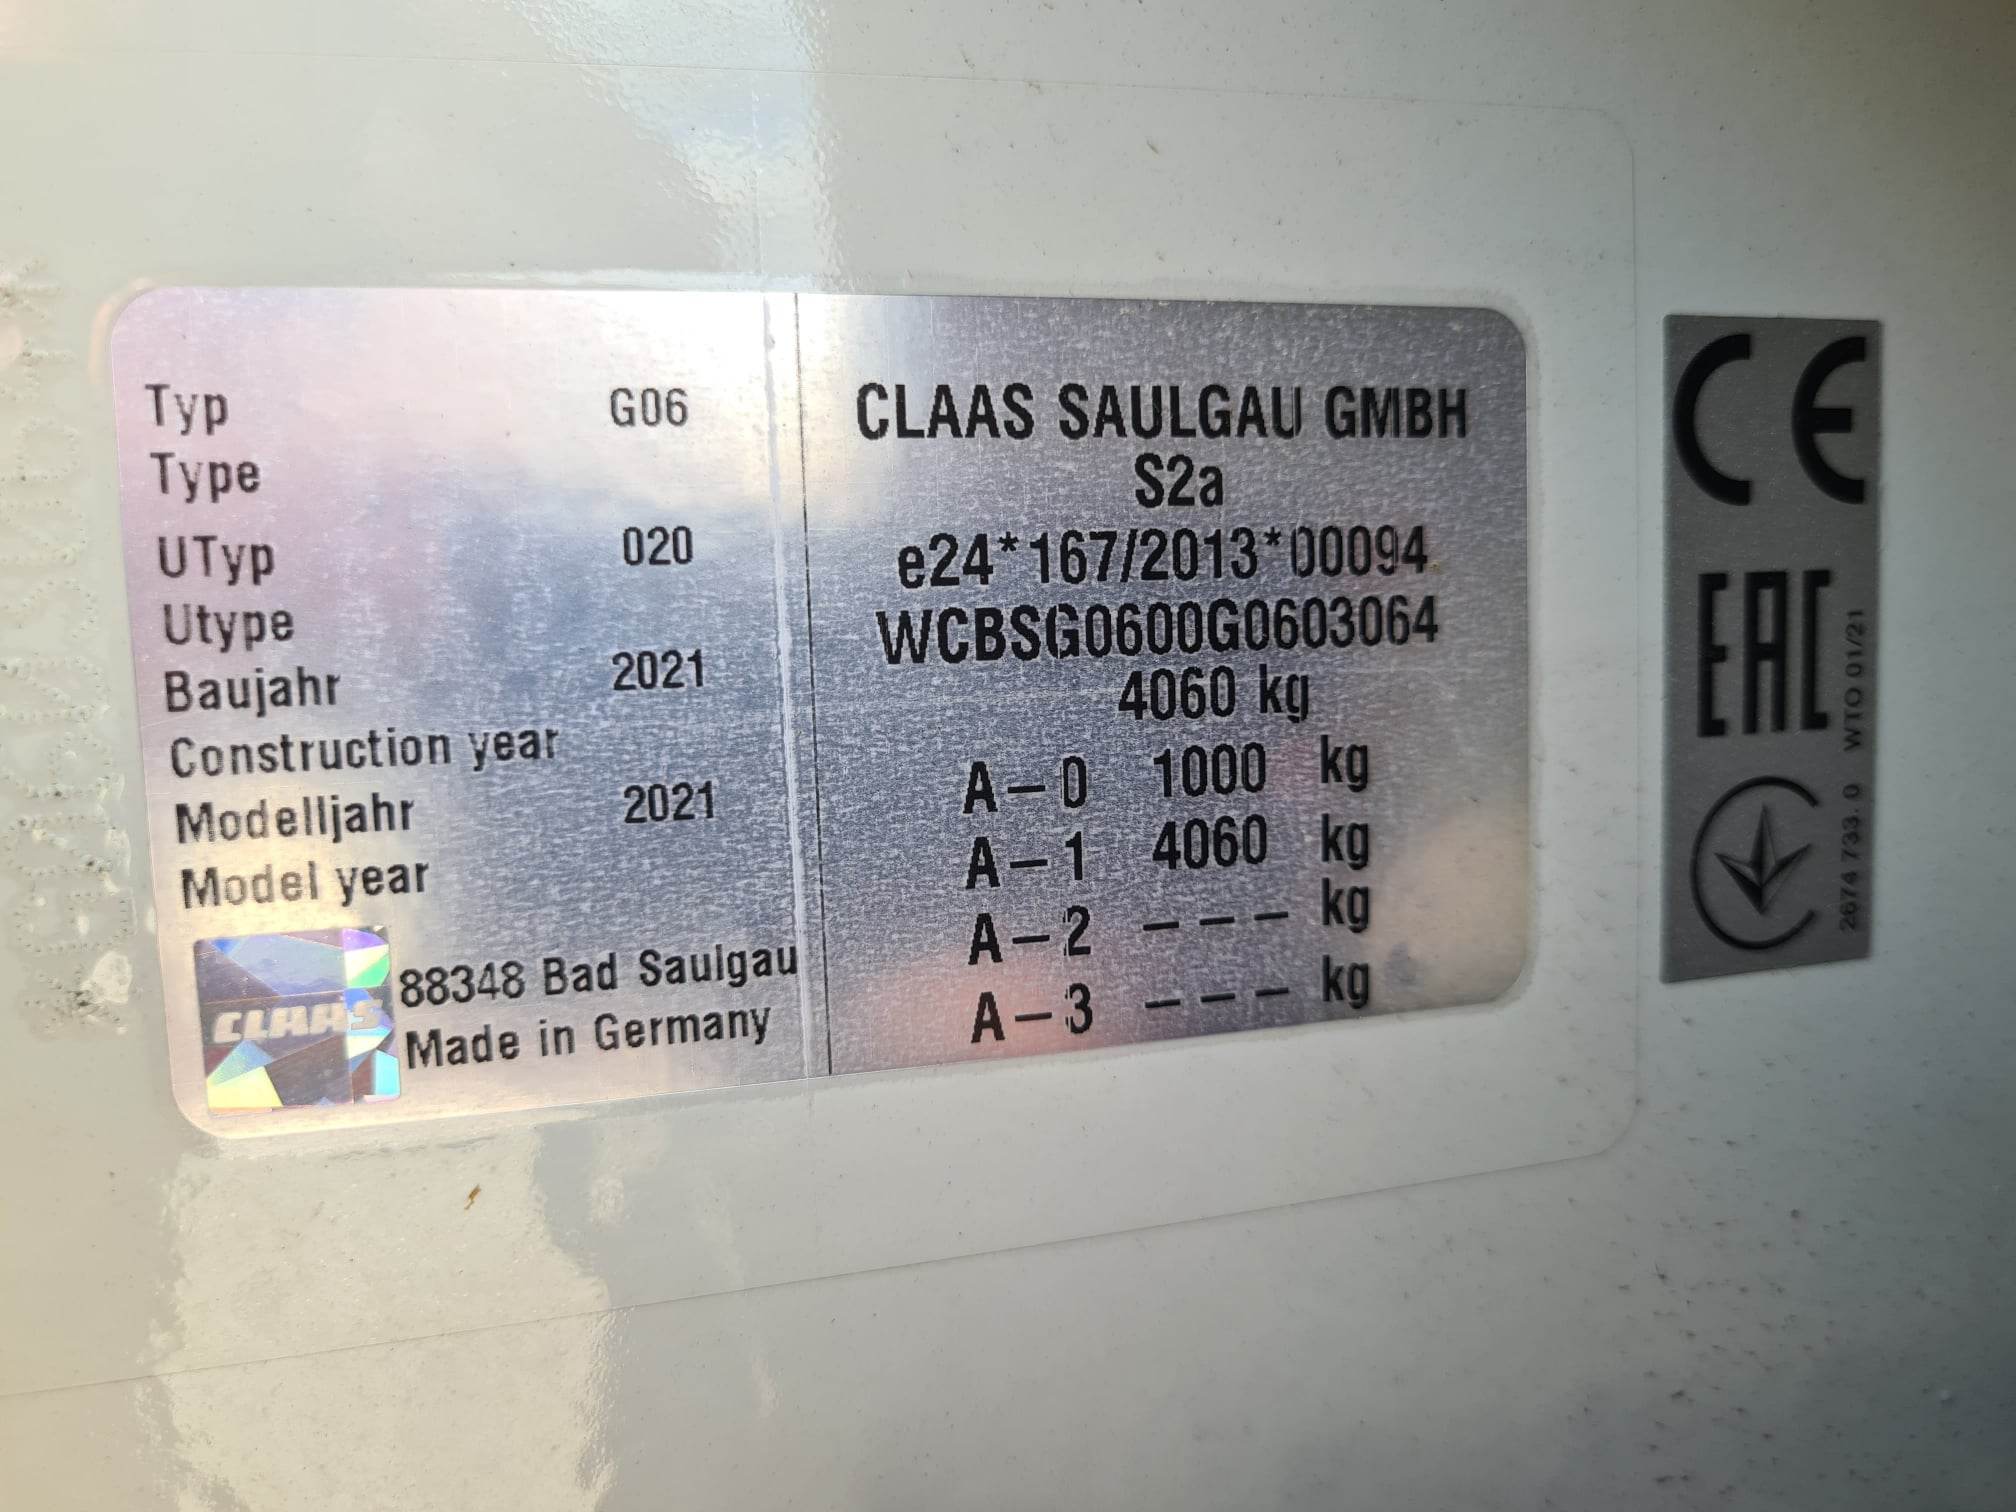 Typ G06
Type
UTyp 020
Utype
Baujahr 2021
Construction year
Modelljahr 2021
Model year
CLAAS
88348 Bad Saulgau
Made in Germany
CLAAS SAULGAU GMBH
S2a
e24*167/2013*00094
WCBSG0600G0603064
4060 kg
A-0 1000 kg
A-1 4060 kg
A-2 --- kg
A-3 --- kg
CE
EAC
2674 733.0 WTO 01/21